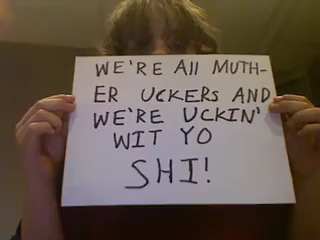 WE'RE All MUTH-
ER UCKERS AND
WE'RE UCKIN'
WIT YO
SHI!